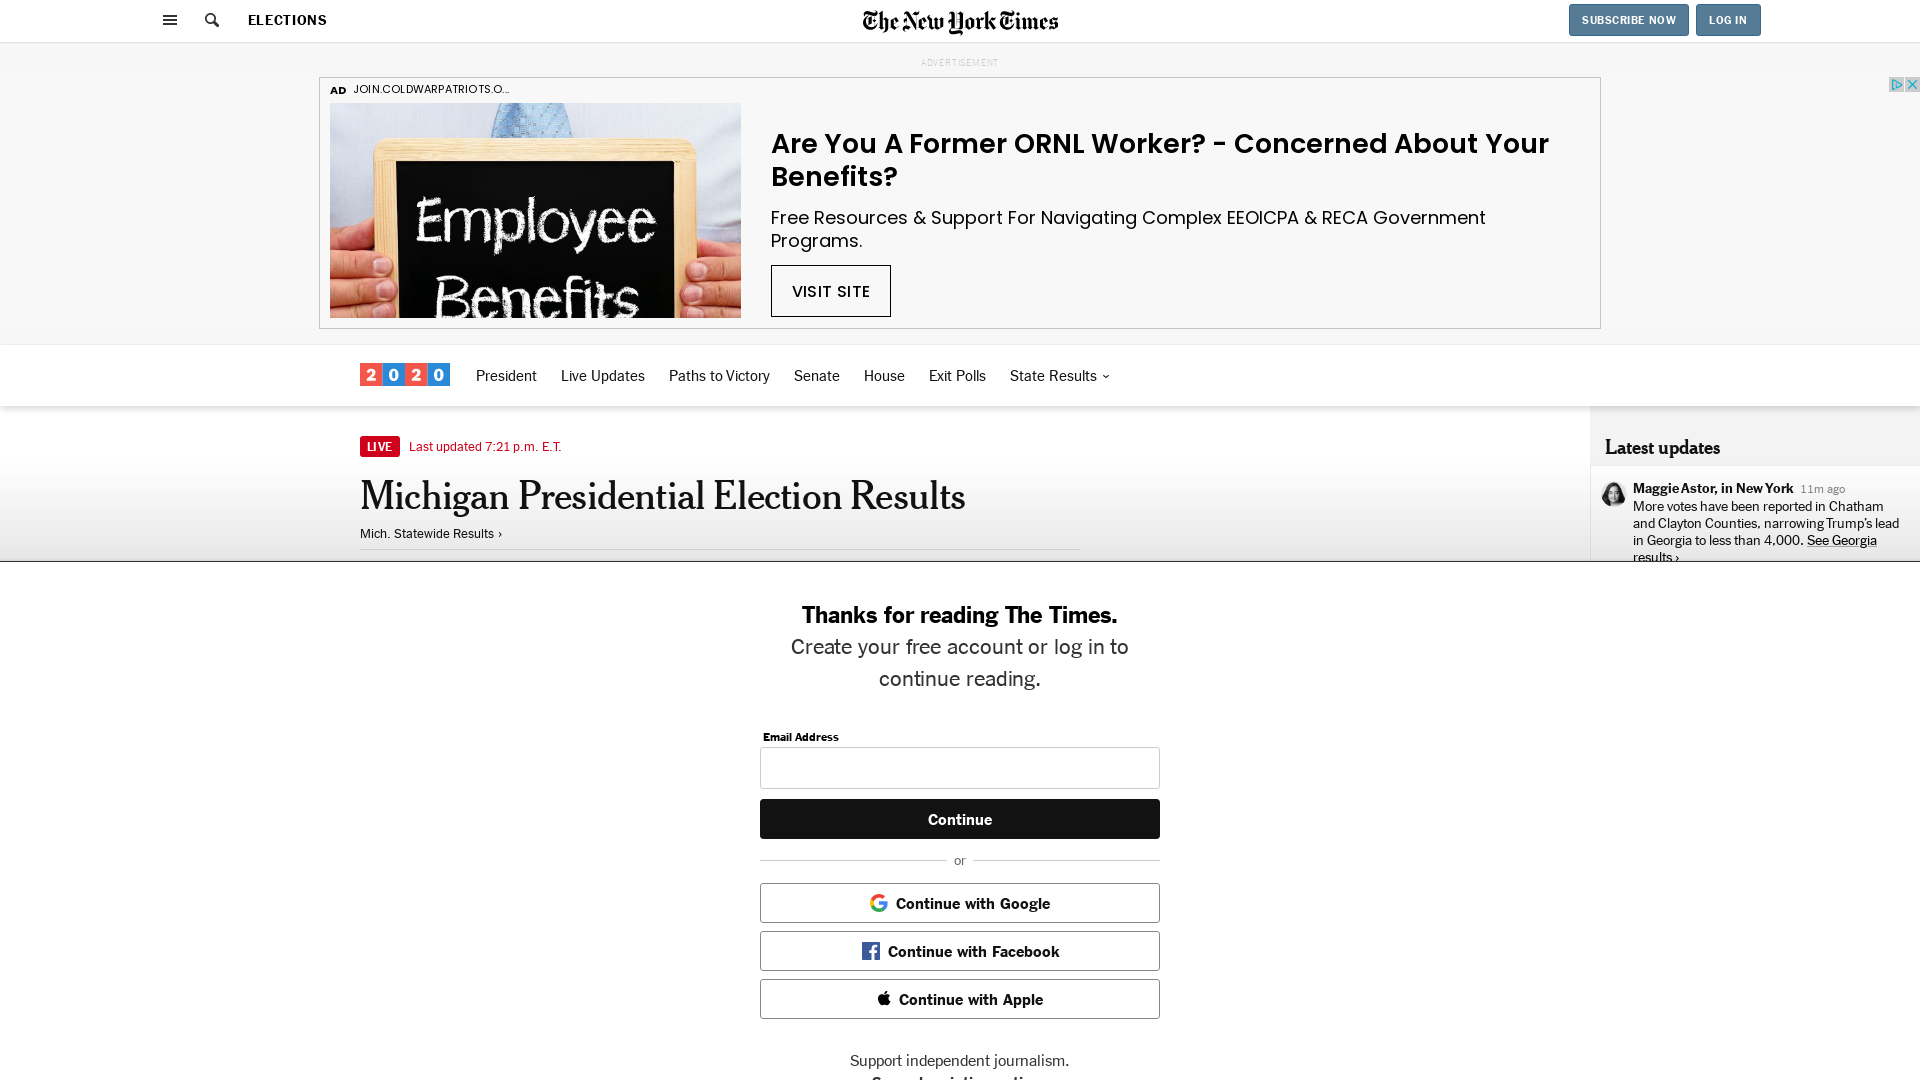 ELECTIONS
The New York Times
SUBSCRIBE NOW
LOG IN
ADVERTISEMENT
AD JOIN.COLDWARPATRIOTS.O...
Employee
Benefits
Are You A Former ORNL Worker? - Concerned About Your
Benefits?
Free Resources & Support For Navigating Complex EEOICPA & RECA Government
Programs.
VISIT SITE
2020
President
Live Updates
Paths to Victory
Senate
House
Exit Polls
State Results
LIVE Last updated 7:21 p.m. E.T.
Michigan Presidential Election Results
Mich. Statewide Results ›
Latest updates
Maggie Astor, in New York 11m ago
More votes have been reported in Chatham
and Clayton Counties, narrowing Trump’s lead
in Georgia to less than 4,000. See Georgia
results ›
Thanks for reading The Times.
Create your free account or log in to
continue reading.
Email Address
Continue
or
Continue with Google
Continue with Facebook
Continue with Apple
Support independent journalism.